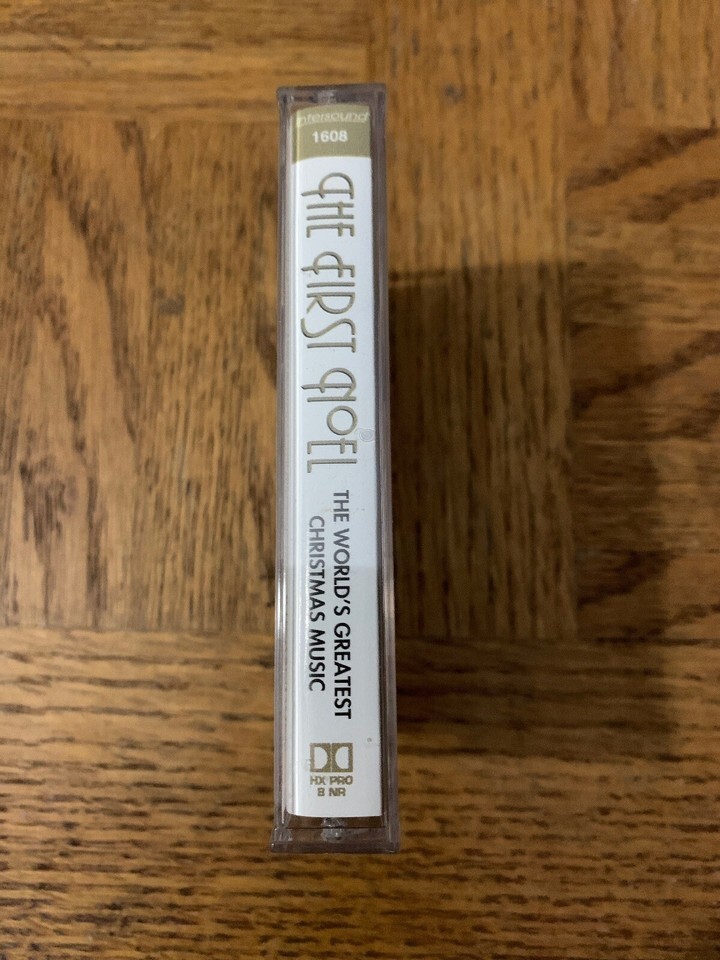 intersound
1608
THE FIRST NOEL
THE WORLD'S GREATEST
CHRISTMAS MUSIC
HX PRO
B NR